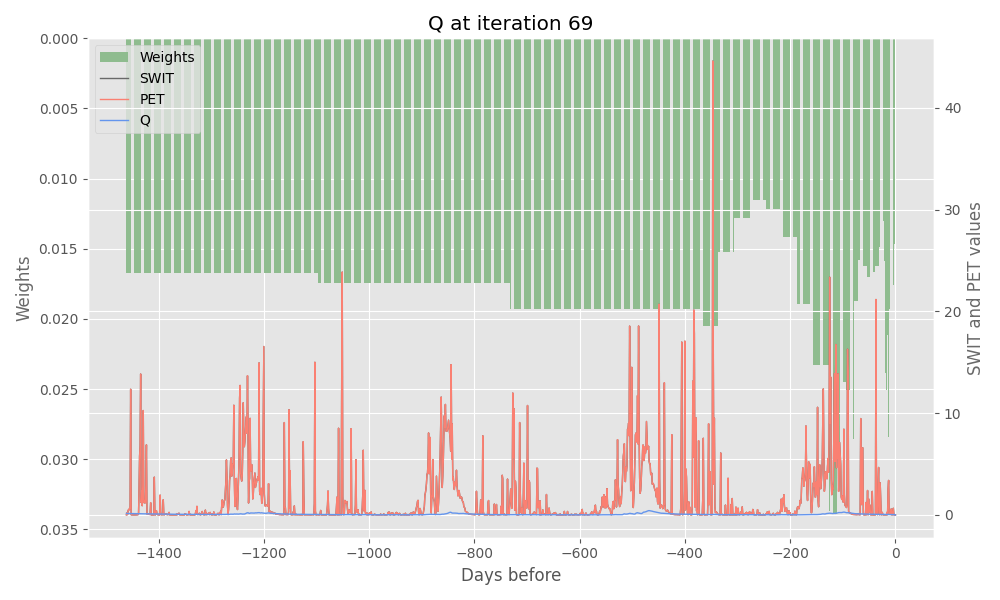 Q at iteration 69
Weights
SWIT
PET
Q
0.000
0.005
0.010
0.015
0.020
0.025
0.030
0.035
Weights
40
30
20
10
0
SWIT and PET values
−1400
−1200
−1000
−800
−600
−400
−200
0
Days before